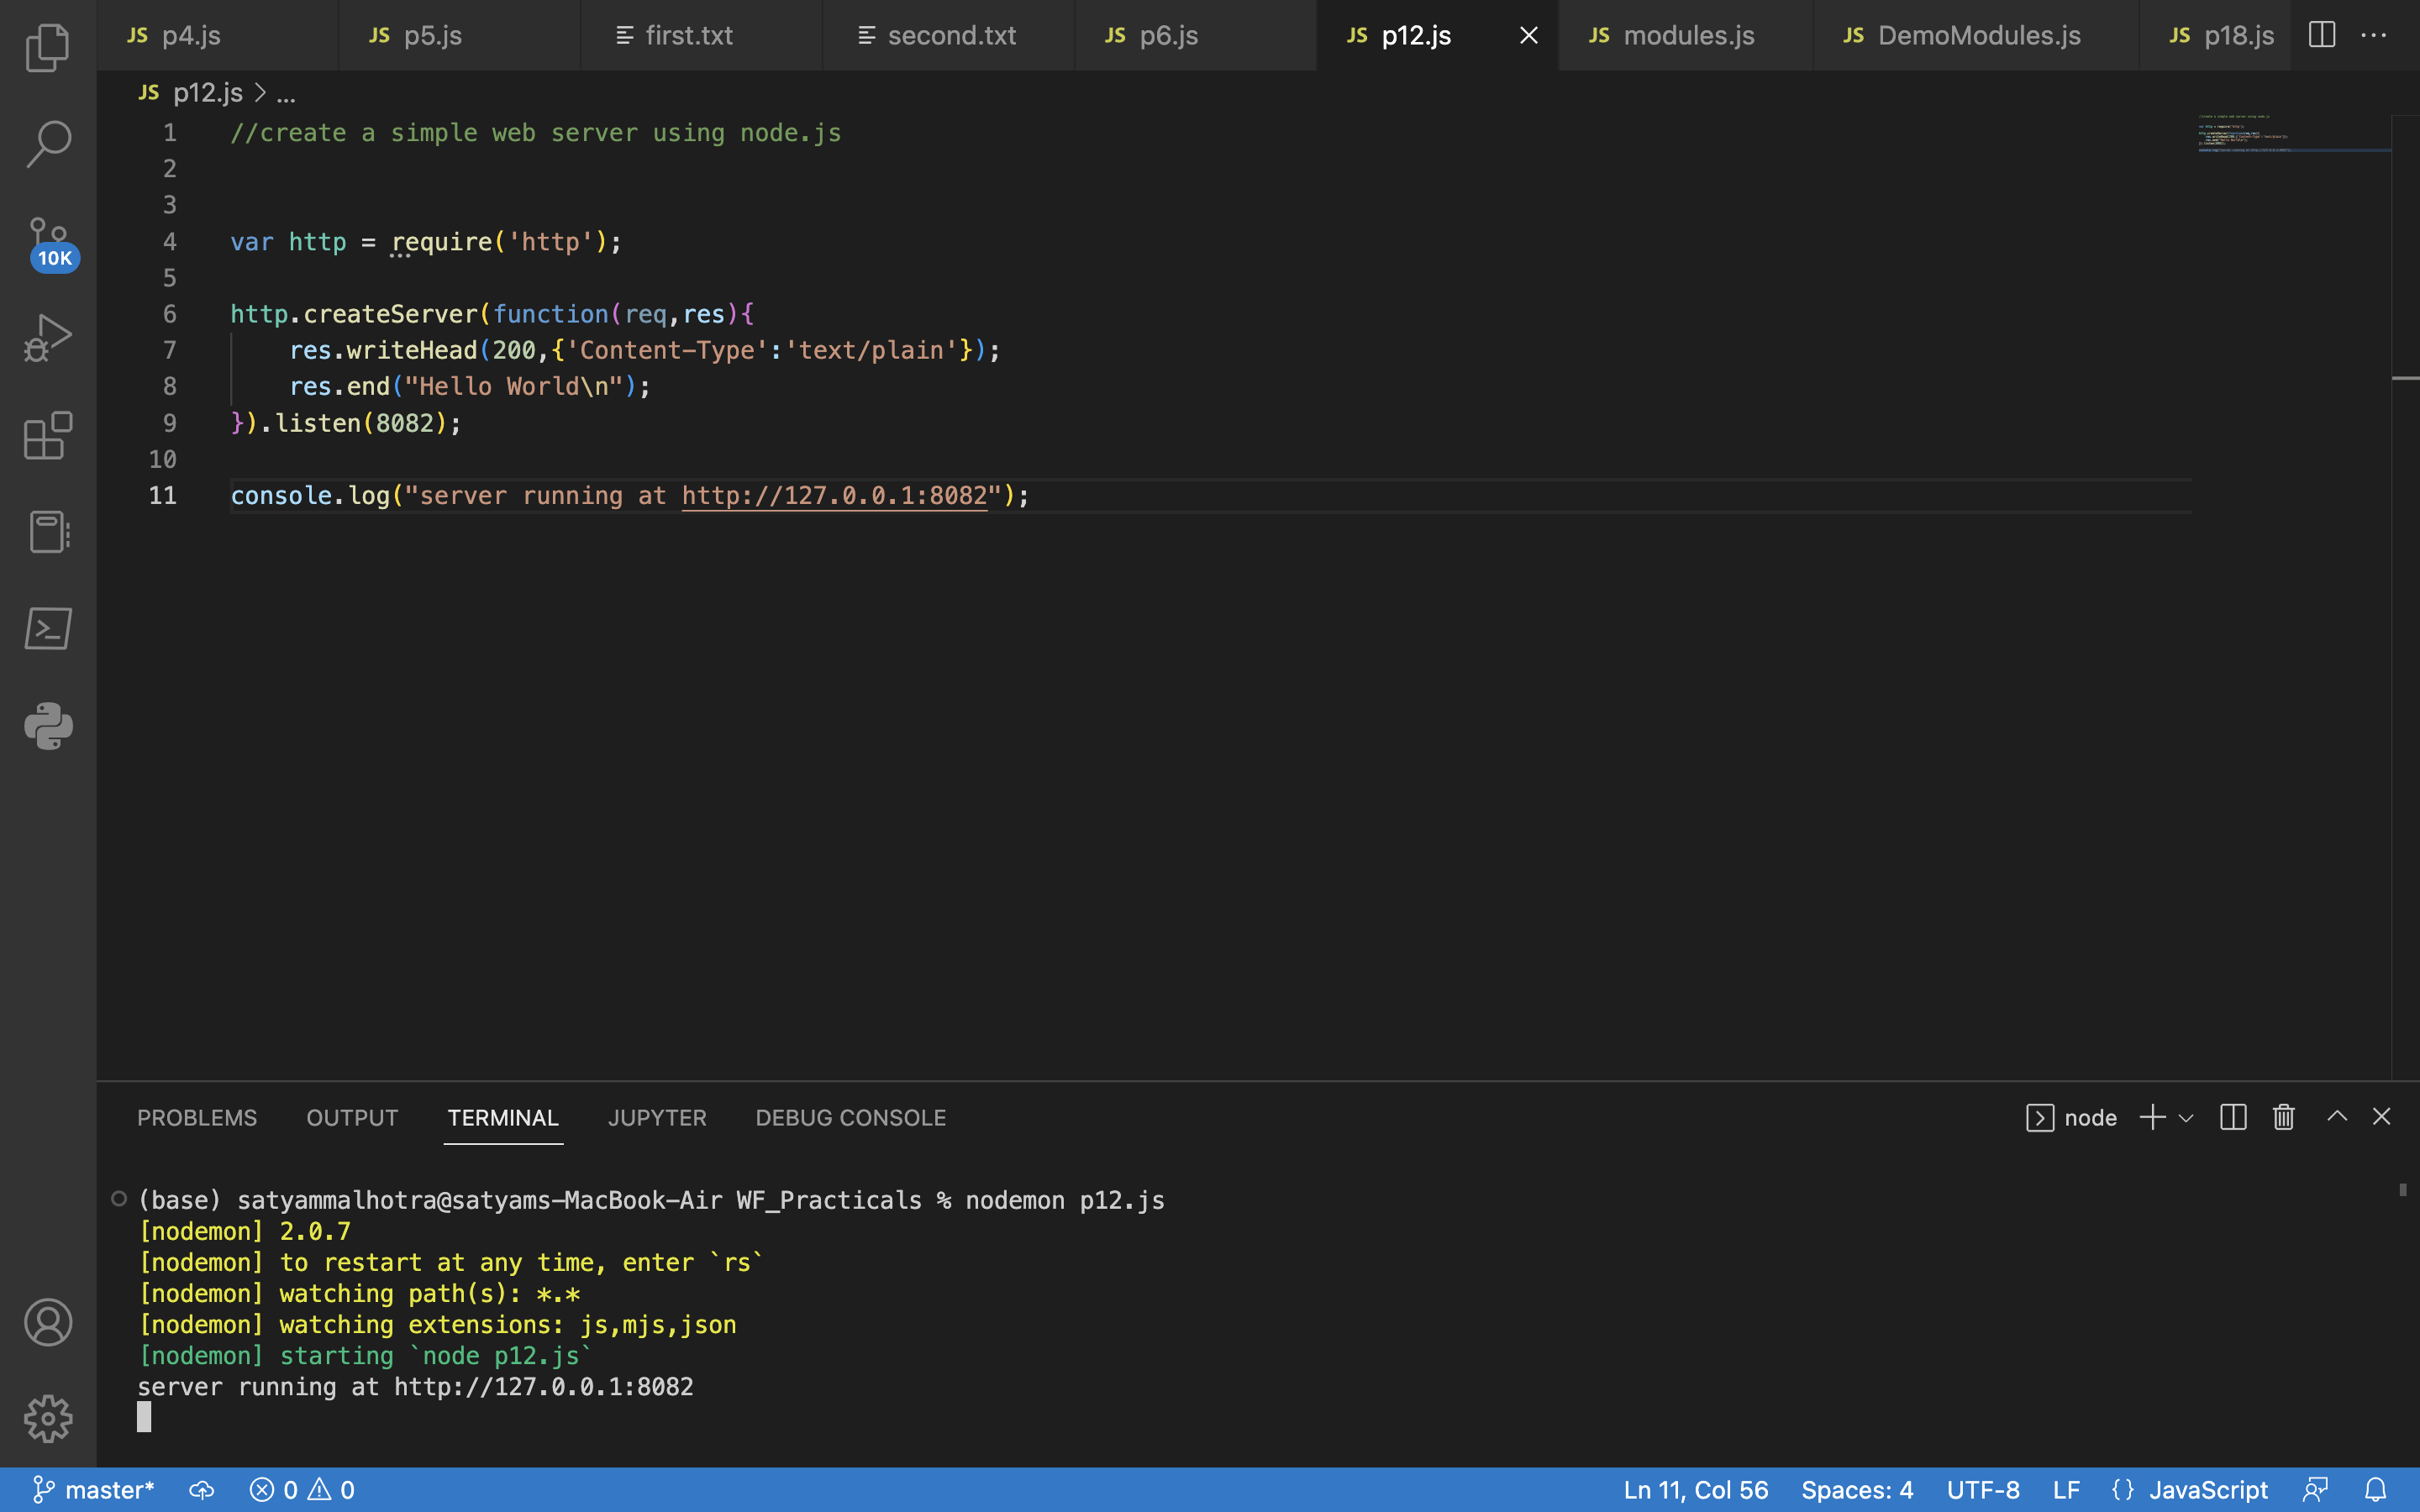 JS p4.js JS p5.js first.txt second.txt JS p6.js JS p12.js JS modules.js JS DemoModules.js JS p18.js
JS p12.js > ...
10K
1 //create a simple web server using node.js
2
3
4 var http = require('http');
5
6 http.createServer(function(req,res){
7 res.writeHead(200,{'Content-Type':'text/plain'});
8 res.end("Hello World\n");
9 }).listen(8082);
10
11 console.log("server running at http://127.0.0.1:8082");
PROBLEMS OUTPUT TERMINAL JUPYTER DEBUG CONSOLE node
(base) satyammalhotra@satyams-MacBook-Air WF_Practicals % nodemon p12.js
[nodemon] 2.0.7
[nodemon] to restart at any time, enter `rs`
[nodemon] watching path(s): *.*
[nodemon] watching extensions: js,mjs,json
[nodemon] starting `node p12.js`
server running at http://127.0.0.1:8082
master* 0 0 Ln 11, Col 56 Spaces: 4 UTF-8 LF {} JavaScript